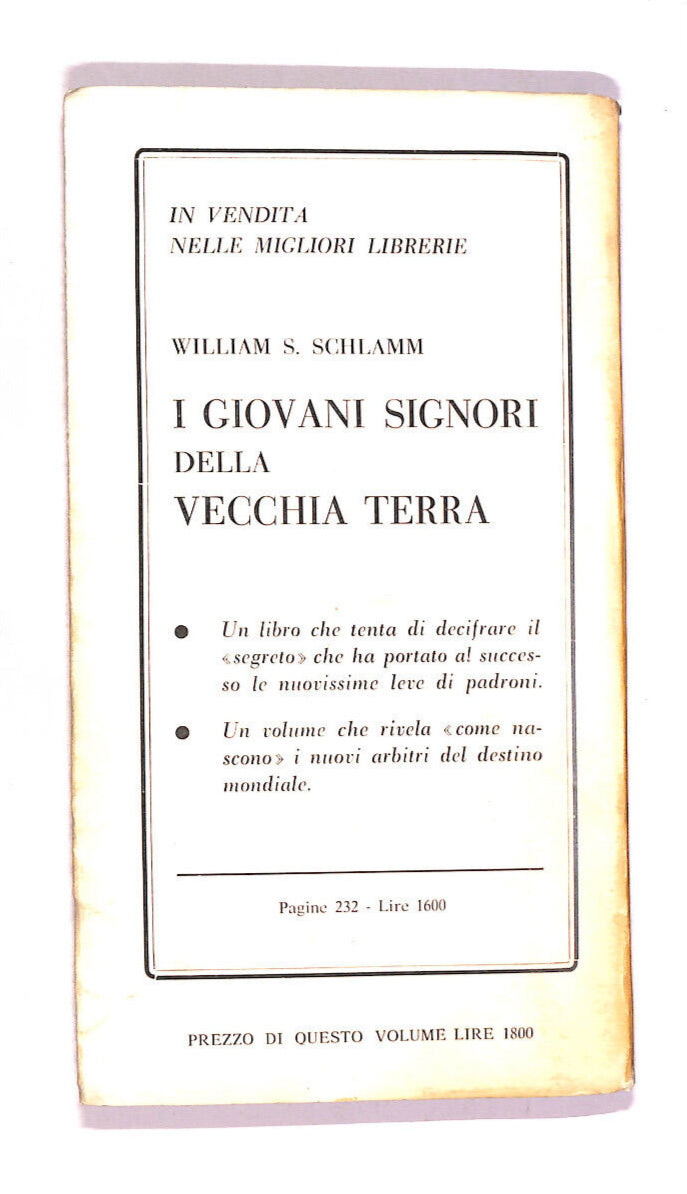 IN VENDITA
NELLE MIGLIORI LIBRERIE
WILLIAM S. SCHLAMM
I GIOVANI SIGNORI
DELLA
VECCHIA TERRA
● Un libro che tenta di decifrare il
«segreto» che ha portato al succes-
so le nuovissime leve di padroni.
● Un volume che rivela «come na-
scono» i nuovi arbitri del destino
mondiale.
Pagine 232 - Lire 1600
PREZZO DI QUESTO VOLUME LIRE 1800